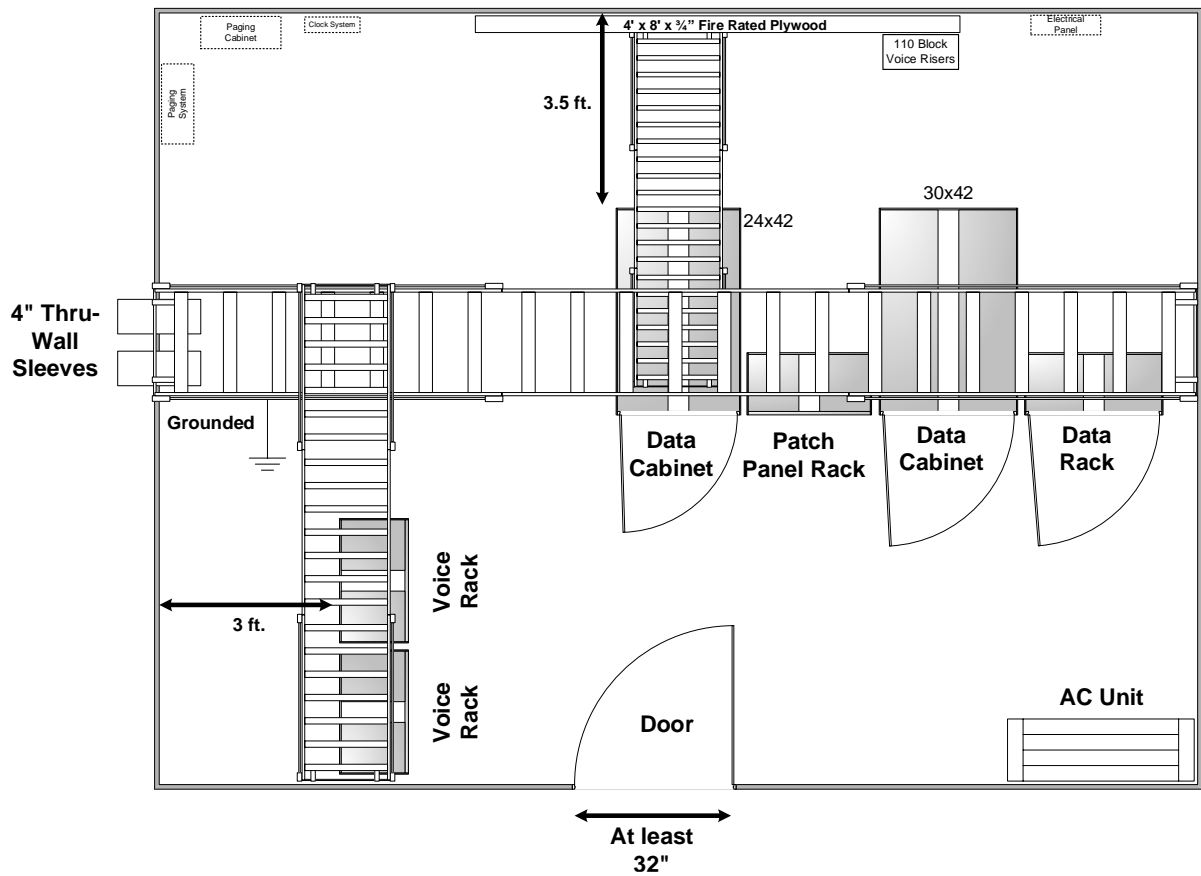 Paging
Cabinet
Clock System
4' x 8' x ¾” Fire Rated Plywood
Electrical
Panel
110 Block
Voice Risers
Paging
System
3.5 ft.
30x42
24x42
4" Thru-
Wall
Sleeves
Grounded
Data
Cabinet
Patch
Panel Rack
Data
Cabinet
Data
Rack
Voice
Rack
3 ft.
Voice
Rack
AC Unit
Door
At least
32"